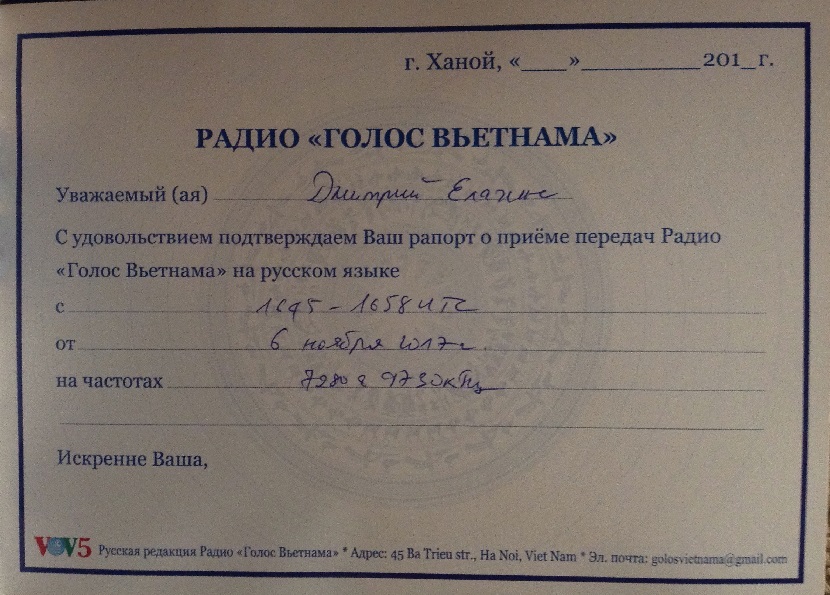 г. Ханой, «____»____________201_г.
РАДИО «ГОЛОС ВЬЕТНАМА»
Уважаемый (ая) Дмитрий Елагин
С удовольствием подтверждаем Ваш рапорт о приёме передач Радио
«Голос Вьетнама» на русском языке
с 1645 - 1658 UTC
от 6 ноября 2017 г.
на частотах 7280 и 9730 кГц
Искренне Ваша,
VOV5 Русская редакция Радио «Голос Вьетнама» * Адрес: 45 Ba Trieu str., Ha Noi, Viet Nam * Эл. почта: golosvietnama@gmail.com